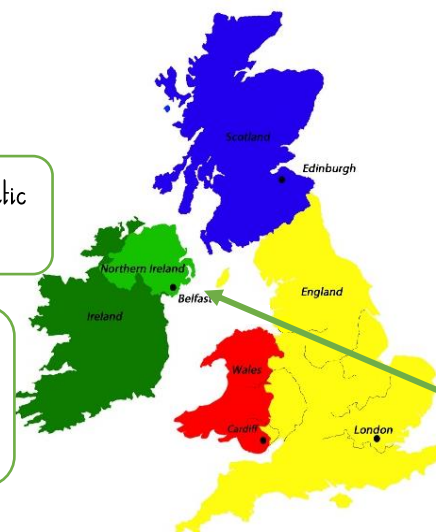 Scotland
tic
Edinburgh
Northern Ireland
Belfast
England
Ireland
Wales
Cardiff
London